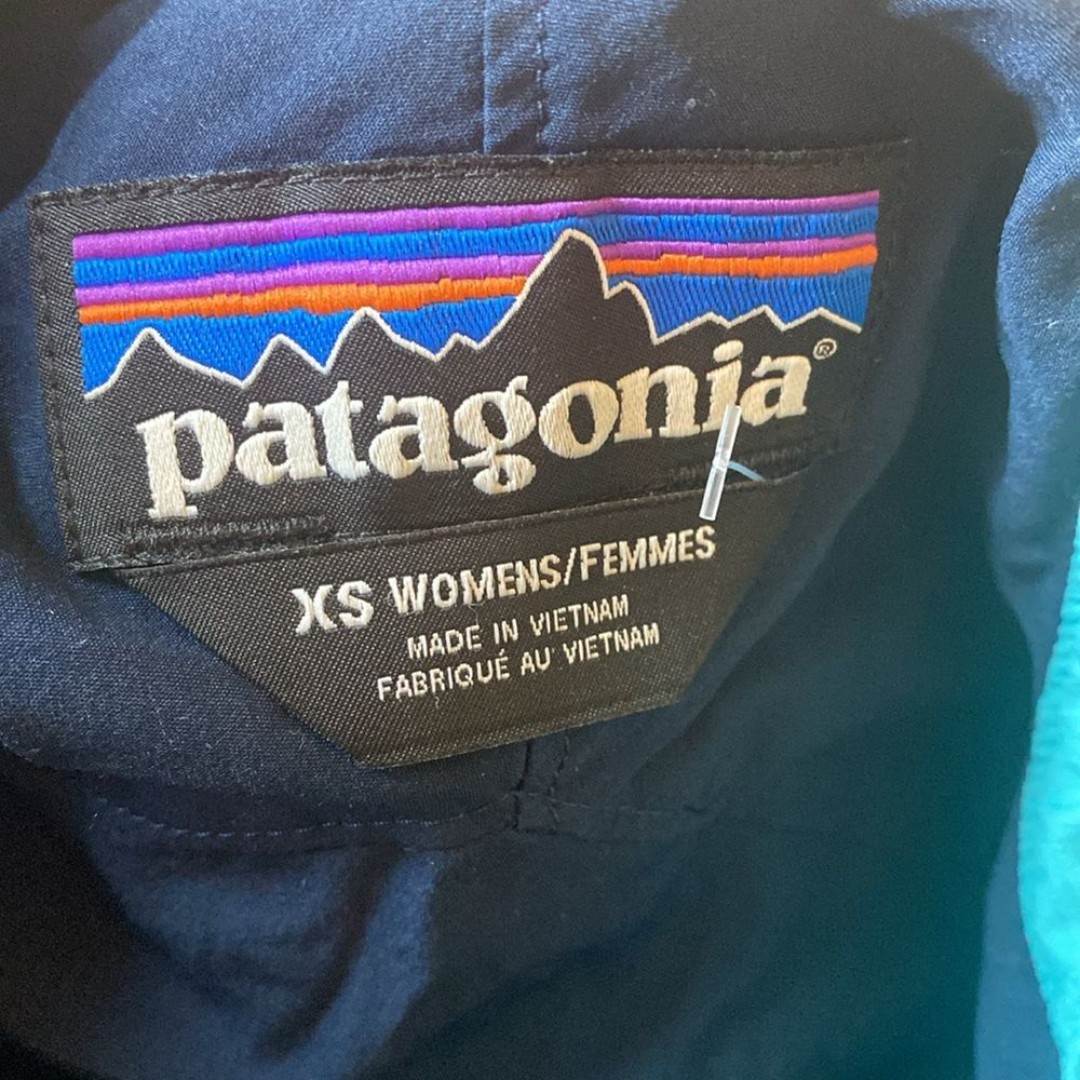 patagonia®
XS WOMENS/FEMMES
MADE IN VIETNAM
FABRIQUÉ AU VIETNAM